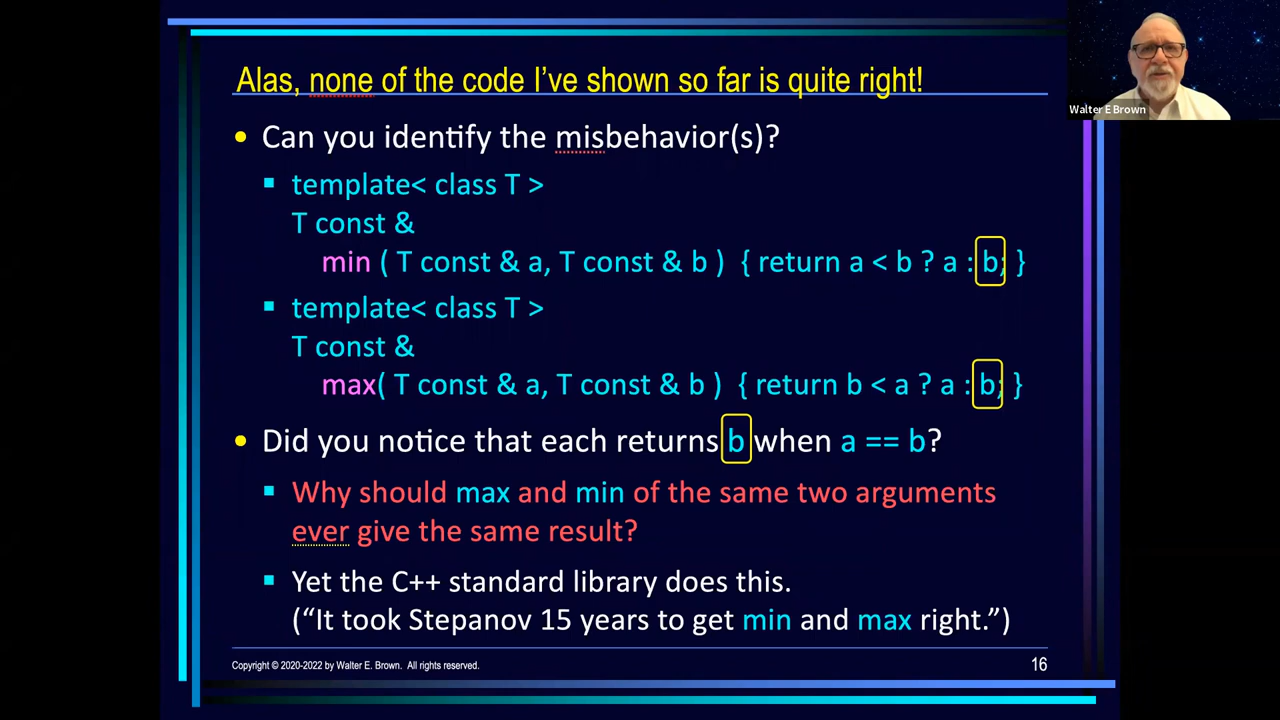 Alas, none of the code I've shown so far is quite right!
Walter E Brown
• Can you identify the misbehavior(s)?
▪ template< class T >
T const &
min ( T const & a, T const & b ) { return a < b ? a : b; }
▪ template< class T >
T const &
max( T const & a, T const & b ) { return b < a ? a : b; }
• Did you notice that each returns b when a == b?
▪ Why should max and min of the same two arguments
ever give the same result?
▪ Yet the C++ standard library does this.
(“It took Stepanov 15 years to get min and max right.”)
Copyright © 2020-2022 by Walter E. Brown. All rights reserved.
16